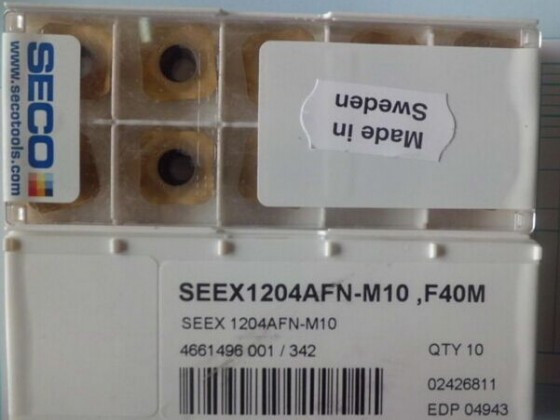 SECO
www.secotools.com
Made in
Sweden
SEEX1204AFN-M10 ,F40M
SEEX 1204AFN-M10
4661496 001 / 342
QTY 10
02426811
EDP 04943